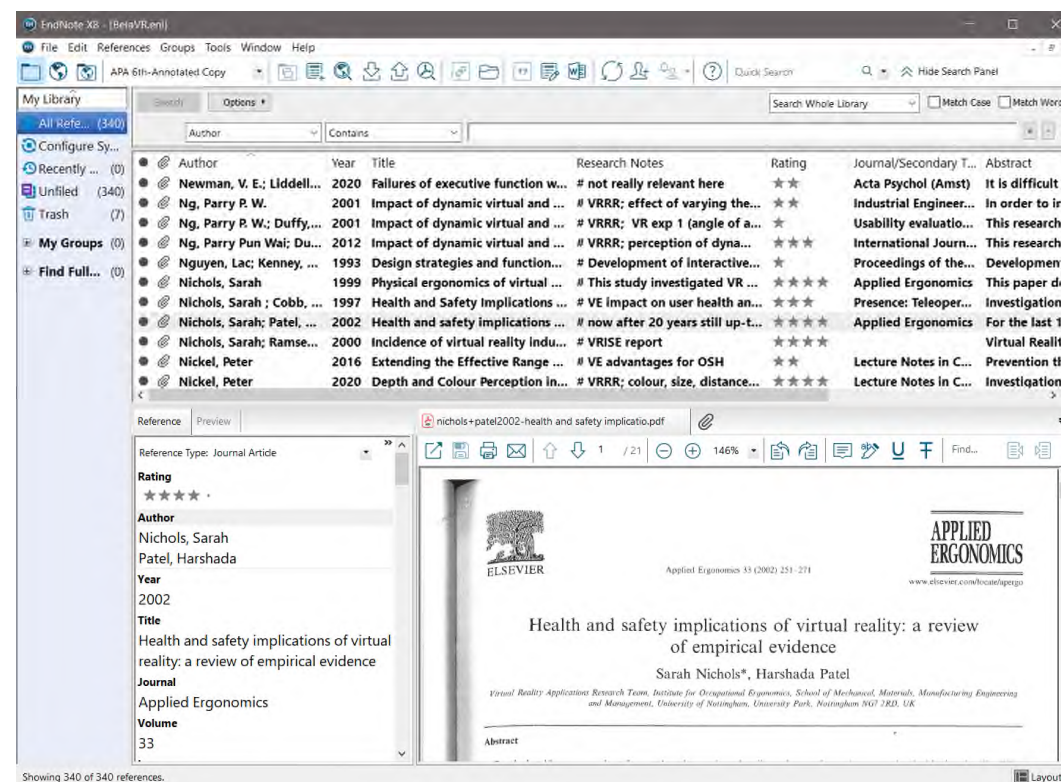 EndNote X8 - [BetaVR.enl]
File Edit References Groups Tools Window Help
APA 6th-Annotated Copy Quick Search Hide Search Panel
My Library Search Options Search Whole Library Match Case Match Word
All Refe... (340) Author Contains
Configure Sy...
Recently ... (0)
Unfiled (340)
Trash (7)
My Groups (0)
Find Full... (0)
Author Year Title Research Notes Rating Journal/Secondary T... Abstract
Newman, V. E.; Liddell... 2020 Failures of executive function w... # not really relevant here ★★ Acta Psychol (Amst) It is difficult
Ng, Parry P. W. 2001 Impact of dynamic virtual and ... # VRRR; effect of varying the... ★★ Industrial Engineer... In order to
Ng, Parry P. W.; Duffy,... 2001 Impact of dynamic virtual and ... # VRRR; VR exp 1 (angle of a... ★ Usability evaluatio... This research
Ng, Parry Pun Wai; Du... 2012 Impact of dynamic virtual and ... # VRRR; perception of dyna... ★★★ International Journ... This research
Nguyen, Lac; Kenney, ... 1993 Design strategies and function... # Development of interactive... ★ Proceedings of the... Developmen
Nichols, Sarah 1999 Physical ergonomics of virtual ... # This study investigated VR ... ★★★★ Applied Ergonomics This paper de
Nichols, Sarah ; Cobb, ... 1997 Health and Safety Implications ... # VE impact on user health an... ★★★ Presence: Teleoper... Investigation
Nichols, Sarah; Patel, ... 2002 Health and safety implications ... # now after 20 years still up-t... ★★★★ Applied Ergonomics For the last 1
Nichols, Sarah; Ramse... 2000 Incidence of virtual reality indu... # VRISE report ★★★★ Virtual Realit
Nickel, Peter 2016 Extending the Effective Range ... # VE advantages for OSH ★★ Lecture Notes in C... Prevention th
Nickel, Peter 2020 Depth and Colour Perception in... # VRRR; colour, size, distance... ★★★★ Lecture Notes in C... Investigation
Reference Preview
nichols+patel2002-health and safety implicatio.pdf
1 /21 146% Find...
Reference Type: Journal Article
Rating
★★★★ ·
Author
Nichols, Sarah
Patel, Harshada
Year
2002
Title
Health and safety implications of virtual
reality: a review of empirical evidence
Journal
Applied Ergonomics
Volume
33
ELSEVIER
APPLIED
ERGONOMICS
Applied Ergonomics 33 (2002) 251-271
www.elsevier.com/locate/apergo
Health and safety implications of virtual reality: a review
of empirical evidence
Sarah Nichols*, Harshada Patel
Virtual Reality Applications Research Team, Institute for Occupational Ergonomics, School of Mechanical, Materials, Manufacturing Engineering
and Management, University of Nottingham, University Park, Nottingham NG7 2RD, UK
Abstract
Showing 340 of 340 references.
Layout